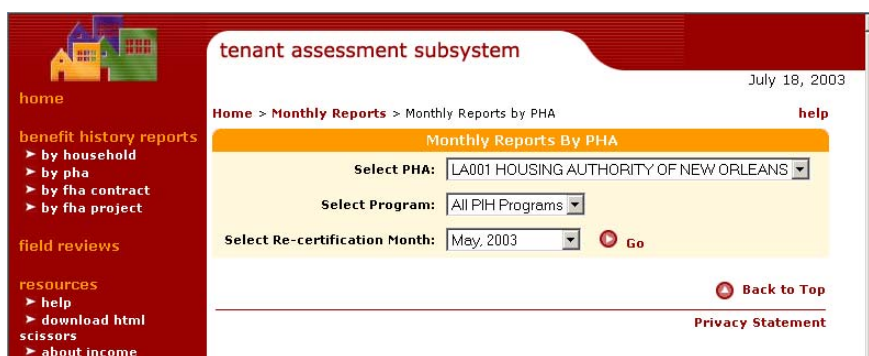 tenant assessment subsystem
July 18, 2003
home
benefit history reports
by household
by pha
by fha contract
by fha project
field reviews
resources
help
download html
scissors
about income
Home > Monthly Reports > Monthly Reports by PHA
help
Monthly Reports By PHA
Select PHA: LA001 HOUSING AUTHORITY OF NEW ORLEANS
Select Program: All PIH Programs
Select Re-certification Month: May, 2003 Go
Back to Top
Privacy Statement